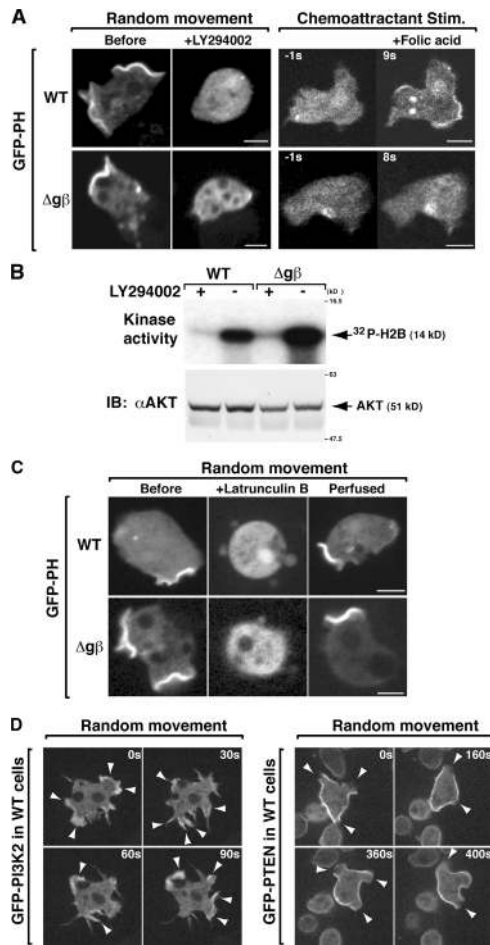 A
Random movement
Chemoattractant Stim.
Before
+LY294002
+Folic acid
GFP-PH
WT
-1s
9s
Δgβ
-1s
8s
B
WT
Δgβ
LY294002
+ - + -
(kD)
16.5
Kinase activity
32P-H2B (14 kD)
83
IB: αAKT
AKT (51 kD)
47.5
C
Random movement
Before
+Latrunculin B
Perfused
GFP-PH
WT
Δgβ
D
Random movement
Random movement
GFP-PI3K2 in WT cells
0s
30s
60s
90s
GFP-PTEN in WT cells
0s
160s
360s
400s